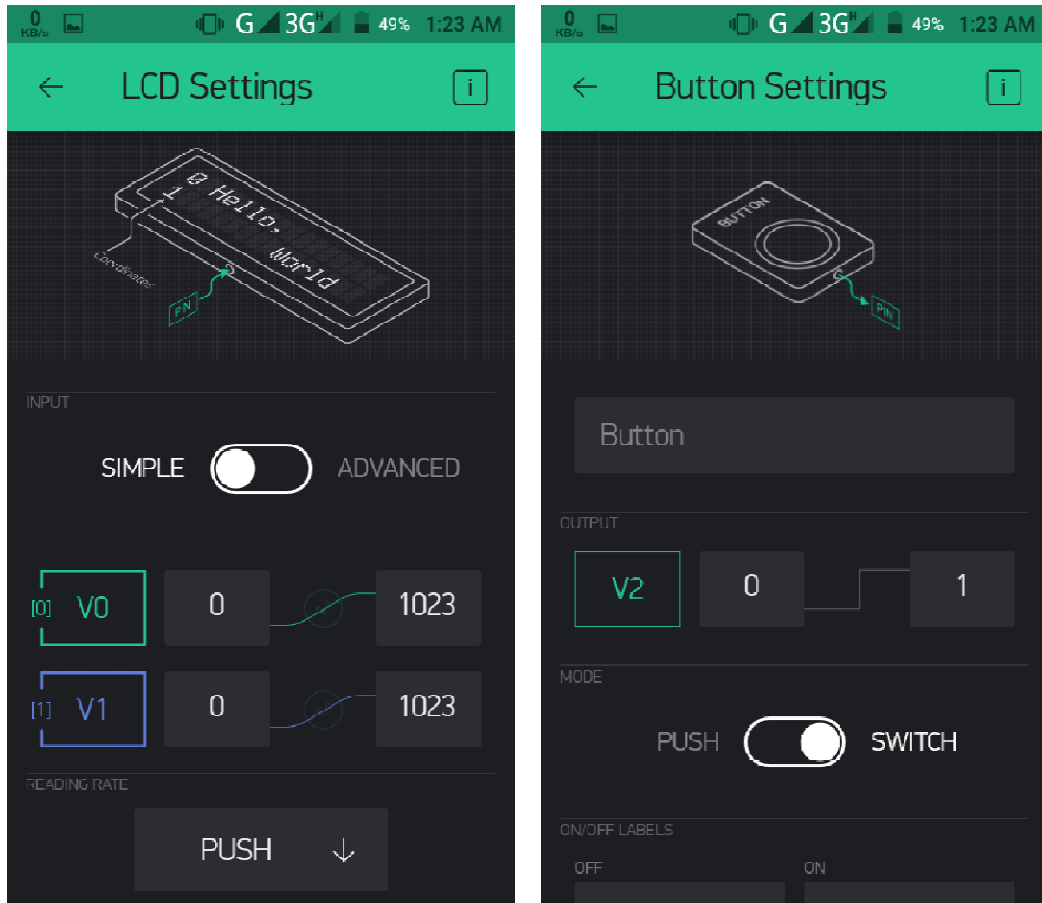 0
KB/s
G 3G H 49% 1:23 AM
← LCD Settings i
0 Hello,
1 World
Coordinates
PIN
INPUT
SIMPLE ADVANCED
[0] V0 0 1023
[1] V1 0 1023
READING RATE
PUSH ↓
0
KB/s
G 3G H 49% 1:23 AM
← Button Settings i
BUTTON
PIN
Button
OUTPUT
V2 0 1
MODE
PUSH SWITCH
ON/OFF LABELS
OFF ON